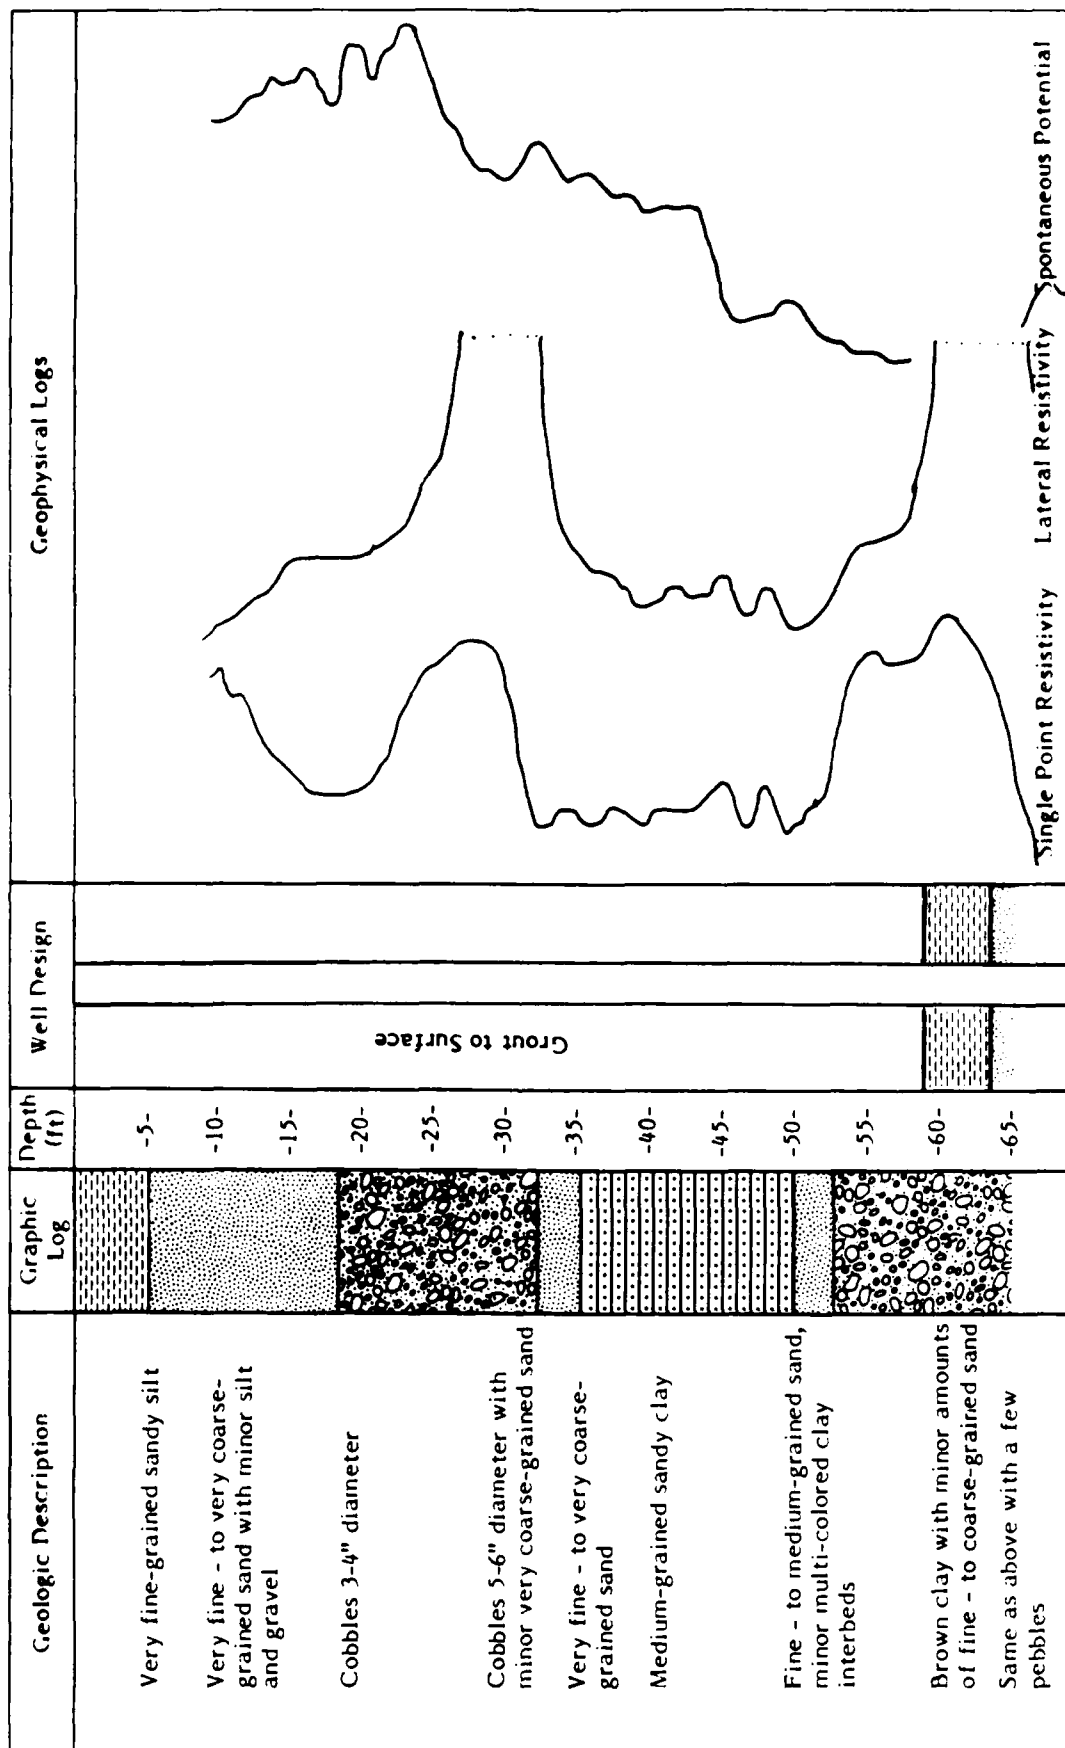 Geologic Description
Graphic
Log
Depth
(ft)
Well Design
Geophysical Logs
Very fine-grained sandy silt
Very fine - to very coarse-
grained sand with minor silt
and gravel
Cobbles 3-4" diameter
Cobbles 5-6" diameter with
minor very coarse-grained sand
Very fine - to very coarse-
grained sand
Medium-grained sandy clay
Fine - to medium-grained sand,
minor multi-colored clay
interbeds
Brown clay with minor amounts
of fine - to coarse-grained sand
Same as above with a few
pebbles
-5-
-10-
-15-
-20-
-25-
-30-
-35-
-40-
-45-
-50-
-55-
-60-
-65-
Grout to Surface
Single Point Resistivity
Lateral Resistivity
Spontaneous Potential